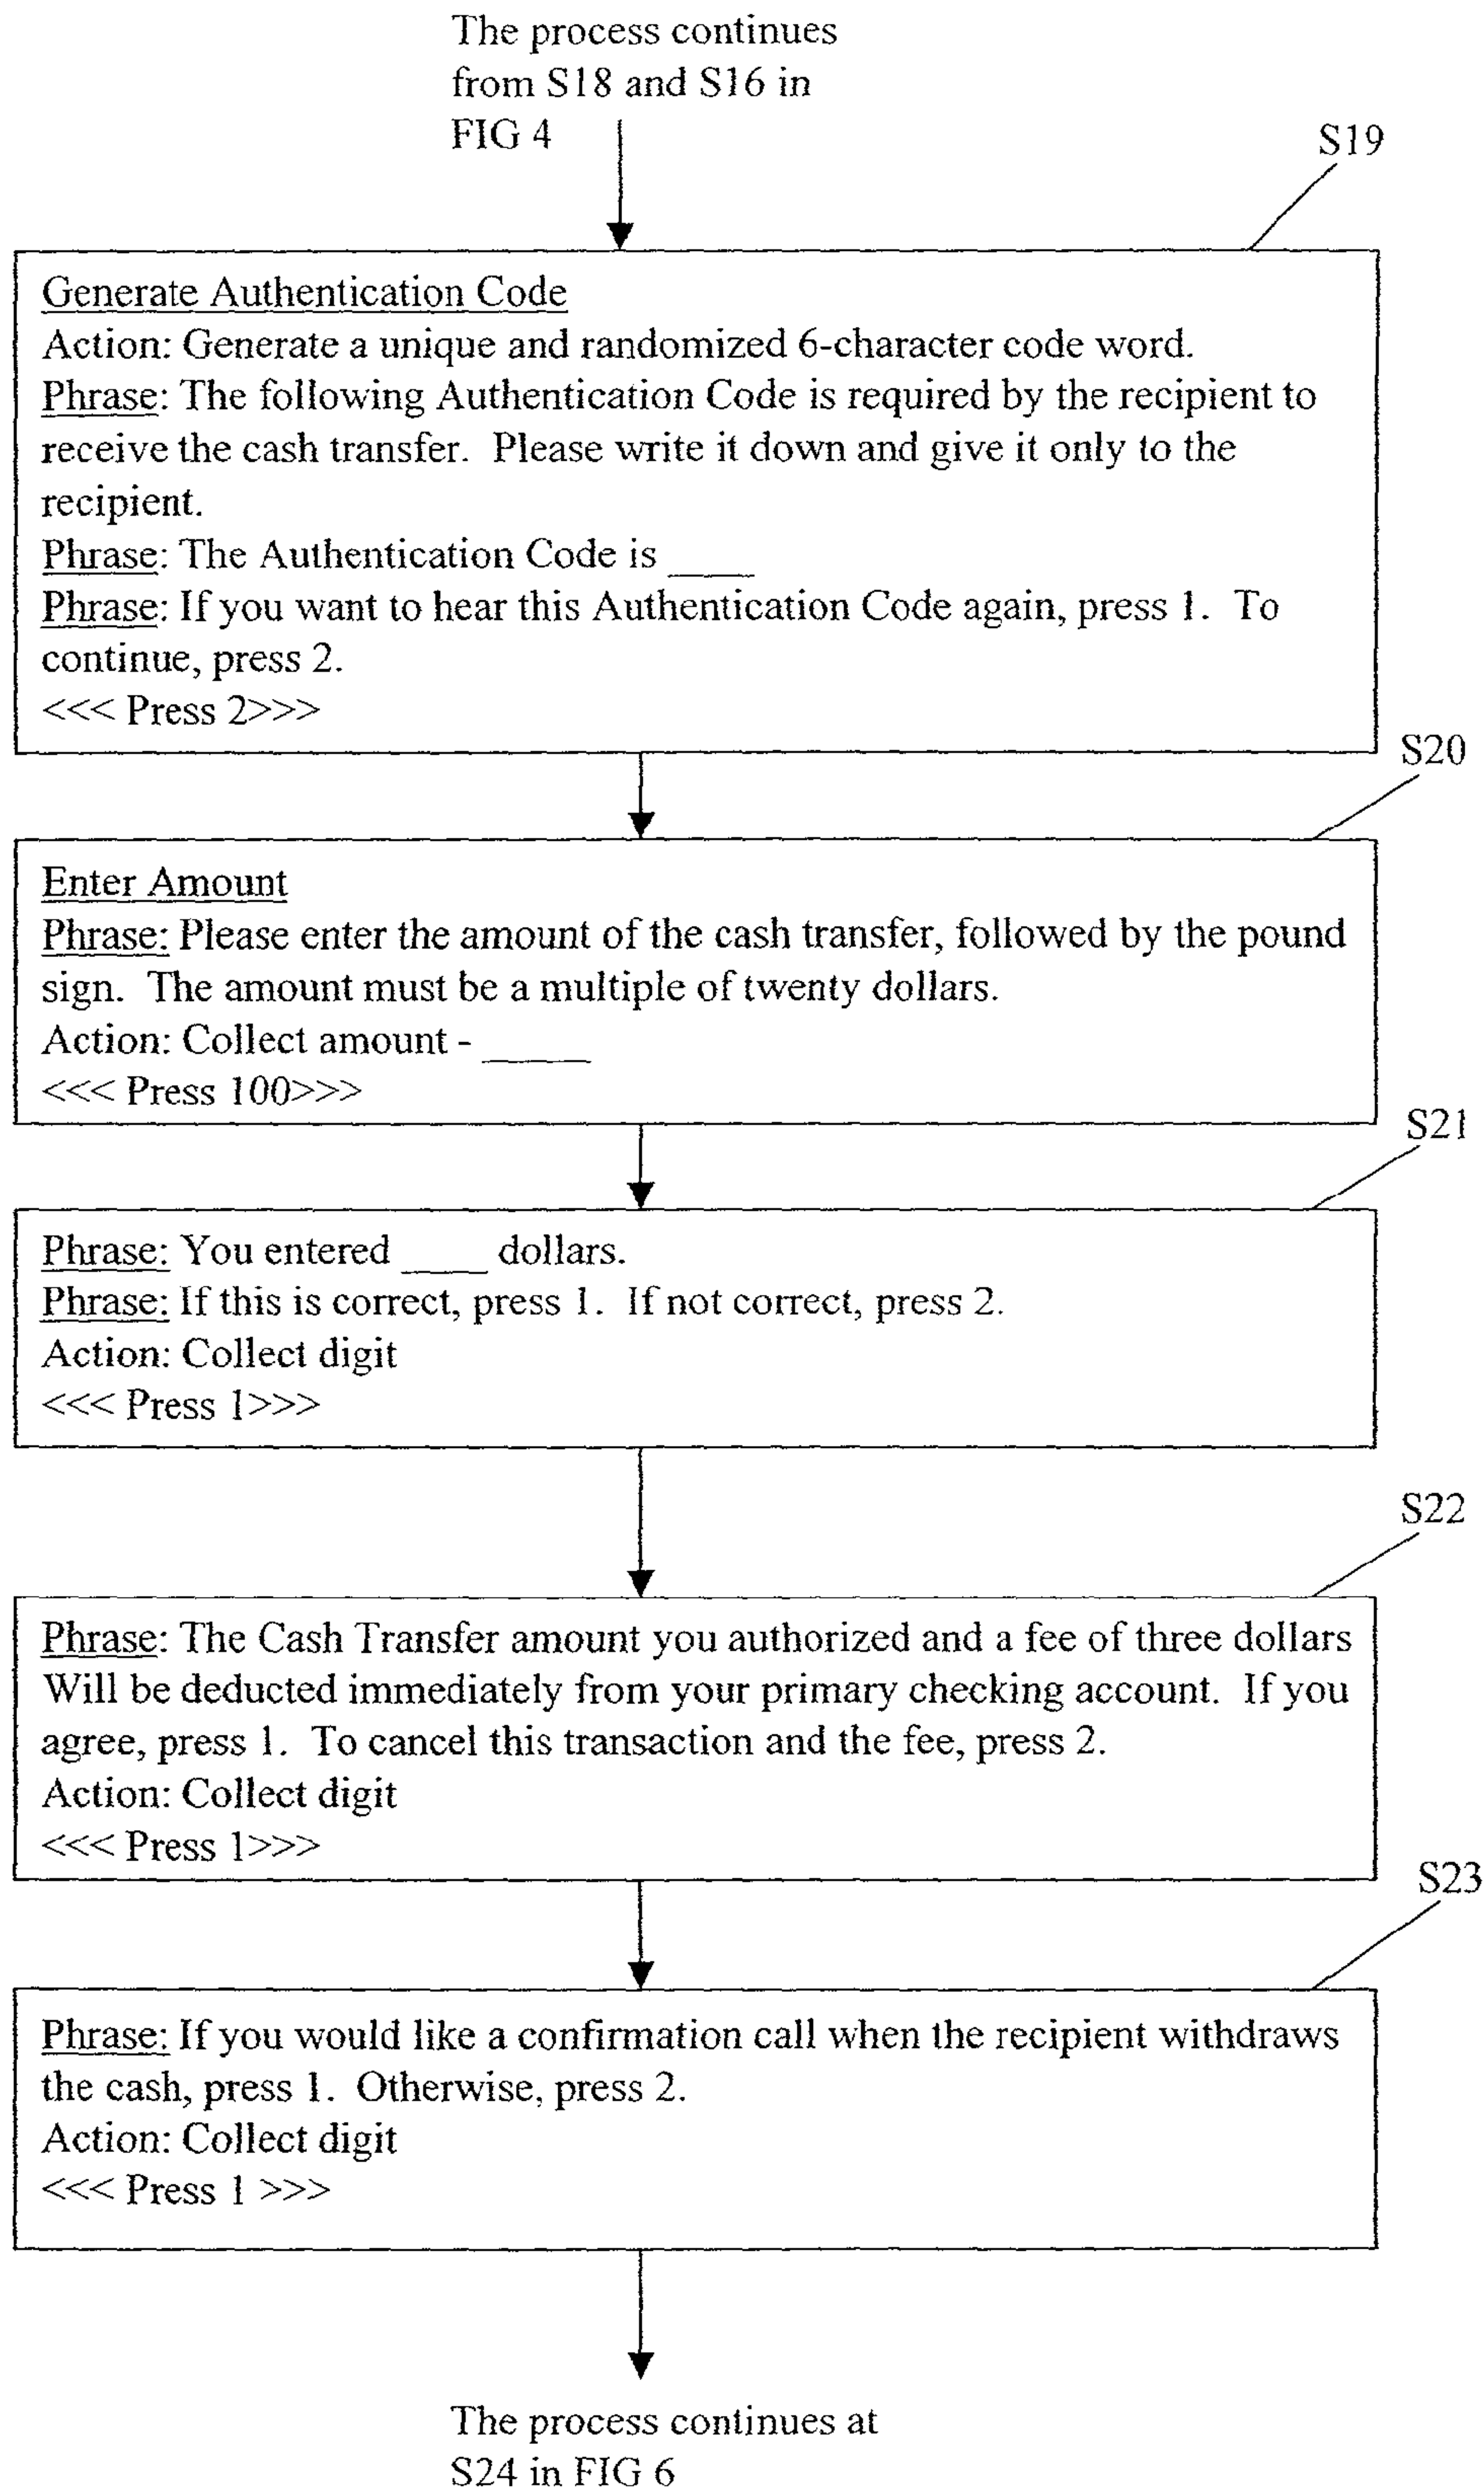 The process continues
from S18 and S16 in
FIG 4
S19
Generate Authentication Code
Action: Generate a unique and randomized 6-character code word.
Phrase: The following Authentication Code is required by the recipient to
receive the cash transfer. Please write it down and give it only to the
recipient.
Phrase: The Authentication Code is ____
Phrase: If you want to hear this Authentication Code again, press 1. To
continue, press 2.
<<< Press 2>>>
S20
Enter Amount
Phrase: Please enter the amount of the cash transfer, followed by the pound
sign. The amount must be a multiple of twenty dollars.
Action: Collect amount - _____
<<< Press 100>>>
S21
Phrase: You entered ____ dollars.
Phrase: If this is correct, press 1. If not correct, press 2.
Action: Collect digit
<<< Press 1>>>
S22
Phrase: The Cash Transfer amount you authorized and a fee of three dollars
Will be deducted immediately from your primary checking account. If you
agree, press 1. To cancel this transaction and the fee, press 2.
Action: Collect digit
<<< Press 1>>>
S23
Phrase: If you would like a confirmation call when the recipient withdraws
the cash, press 1. Otherwise, press 2.
Action: Collect digit
<<< Press 1 >>>
The process continues at
S24 in FIG 6